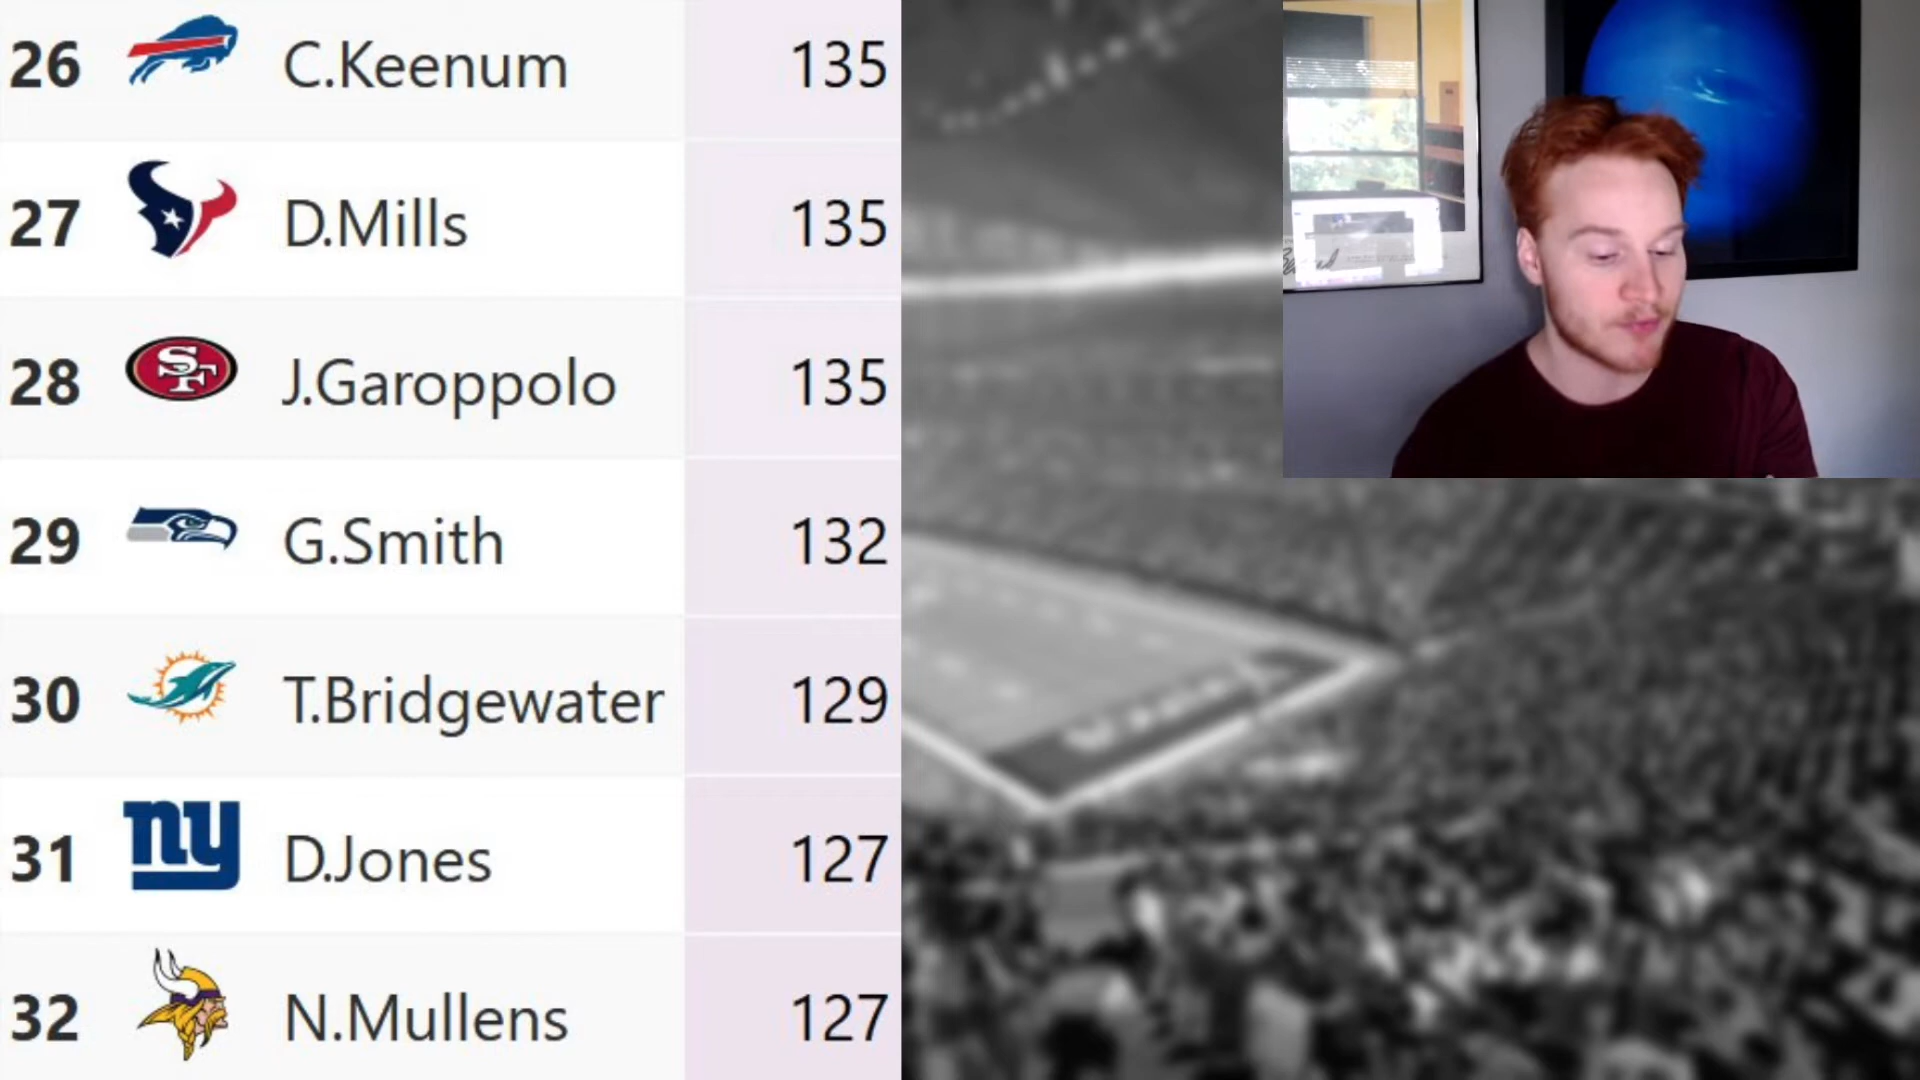 26 C.Keenum 135
27 D.Mills 135
28 SF J.Garoppolo 135
29 G.Smith 132
30 T.Bridgewater 129
31 ny D.Jones 127
32 N.Mullens 127